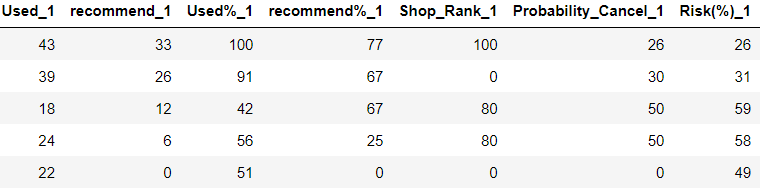 Used_1 recommend_1 Used%_1 recommend%_1 Shop_Rank_1 Probability_Cancel_1 Risk(%)_1
43 33 100 77 100 26 26
39 26 91 67 0 30 31
18 12 42 67 80 50 59
24 6 56 25 80 50 58
22 0 51 0 0 0 49